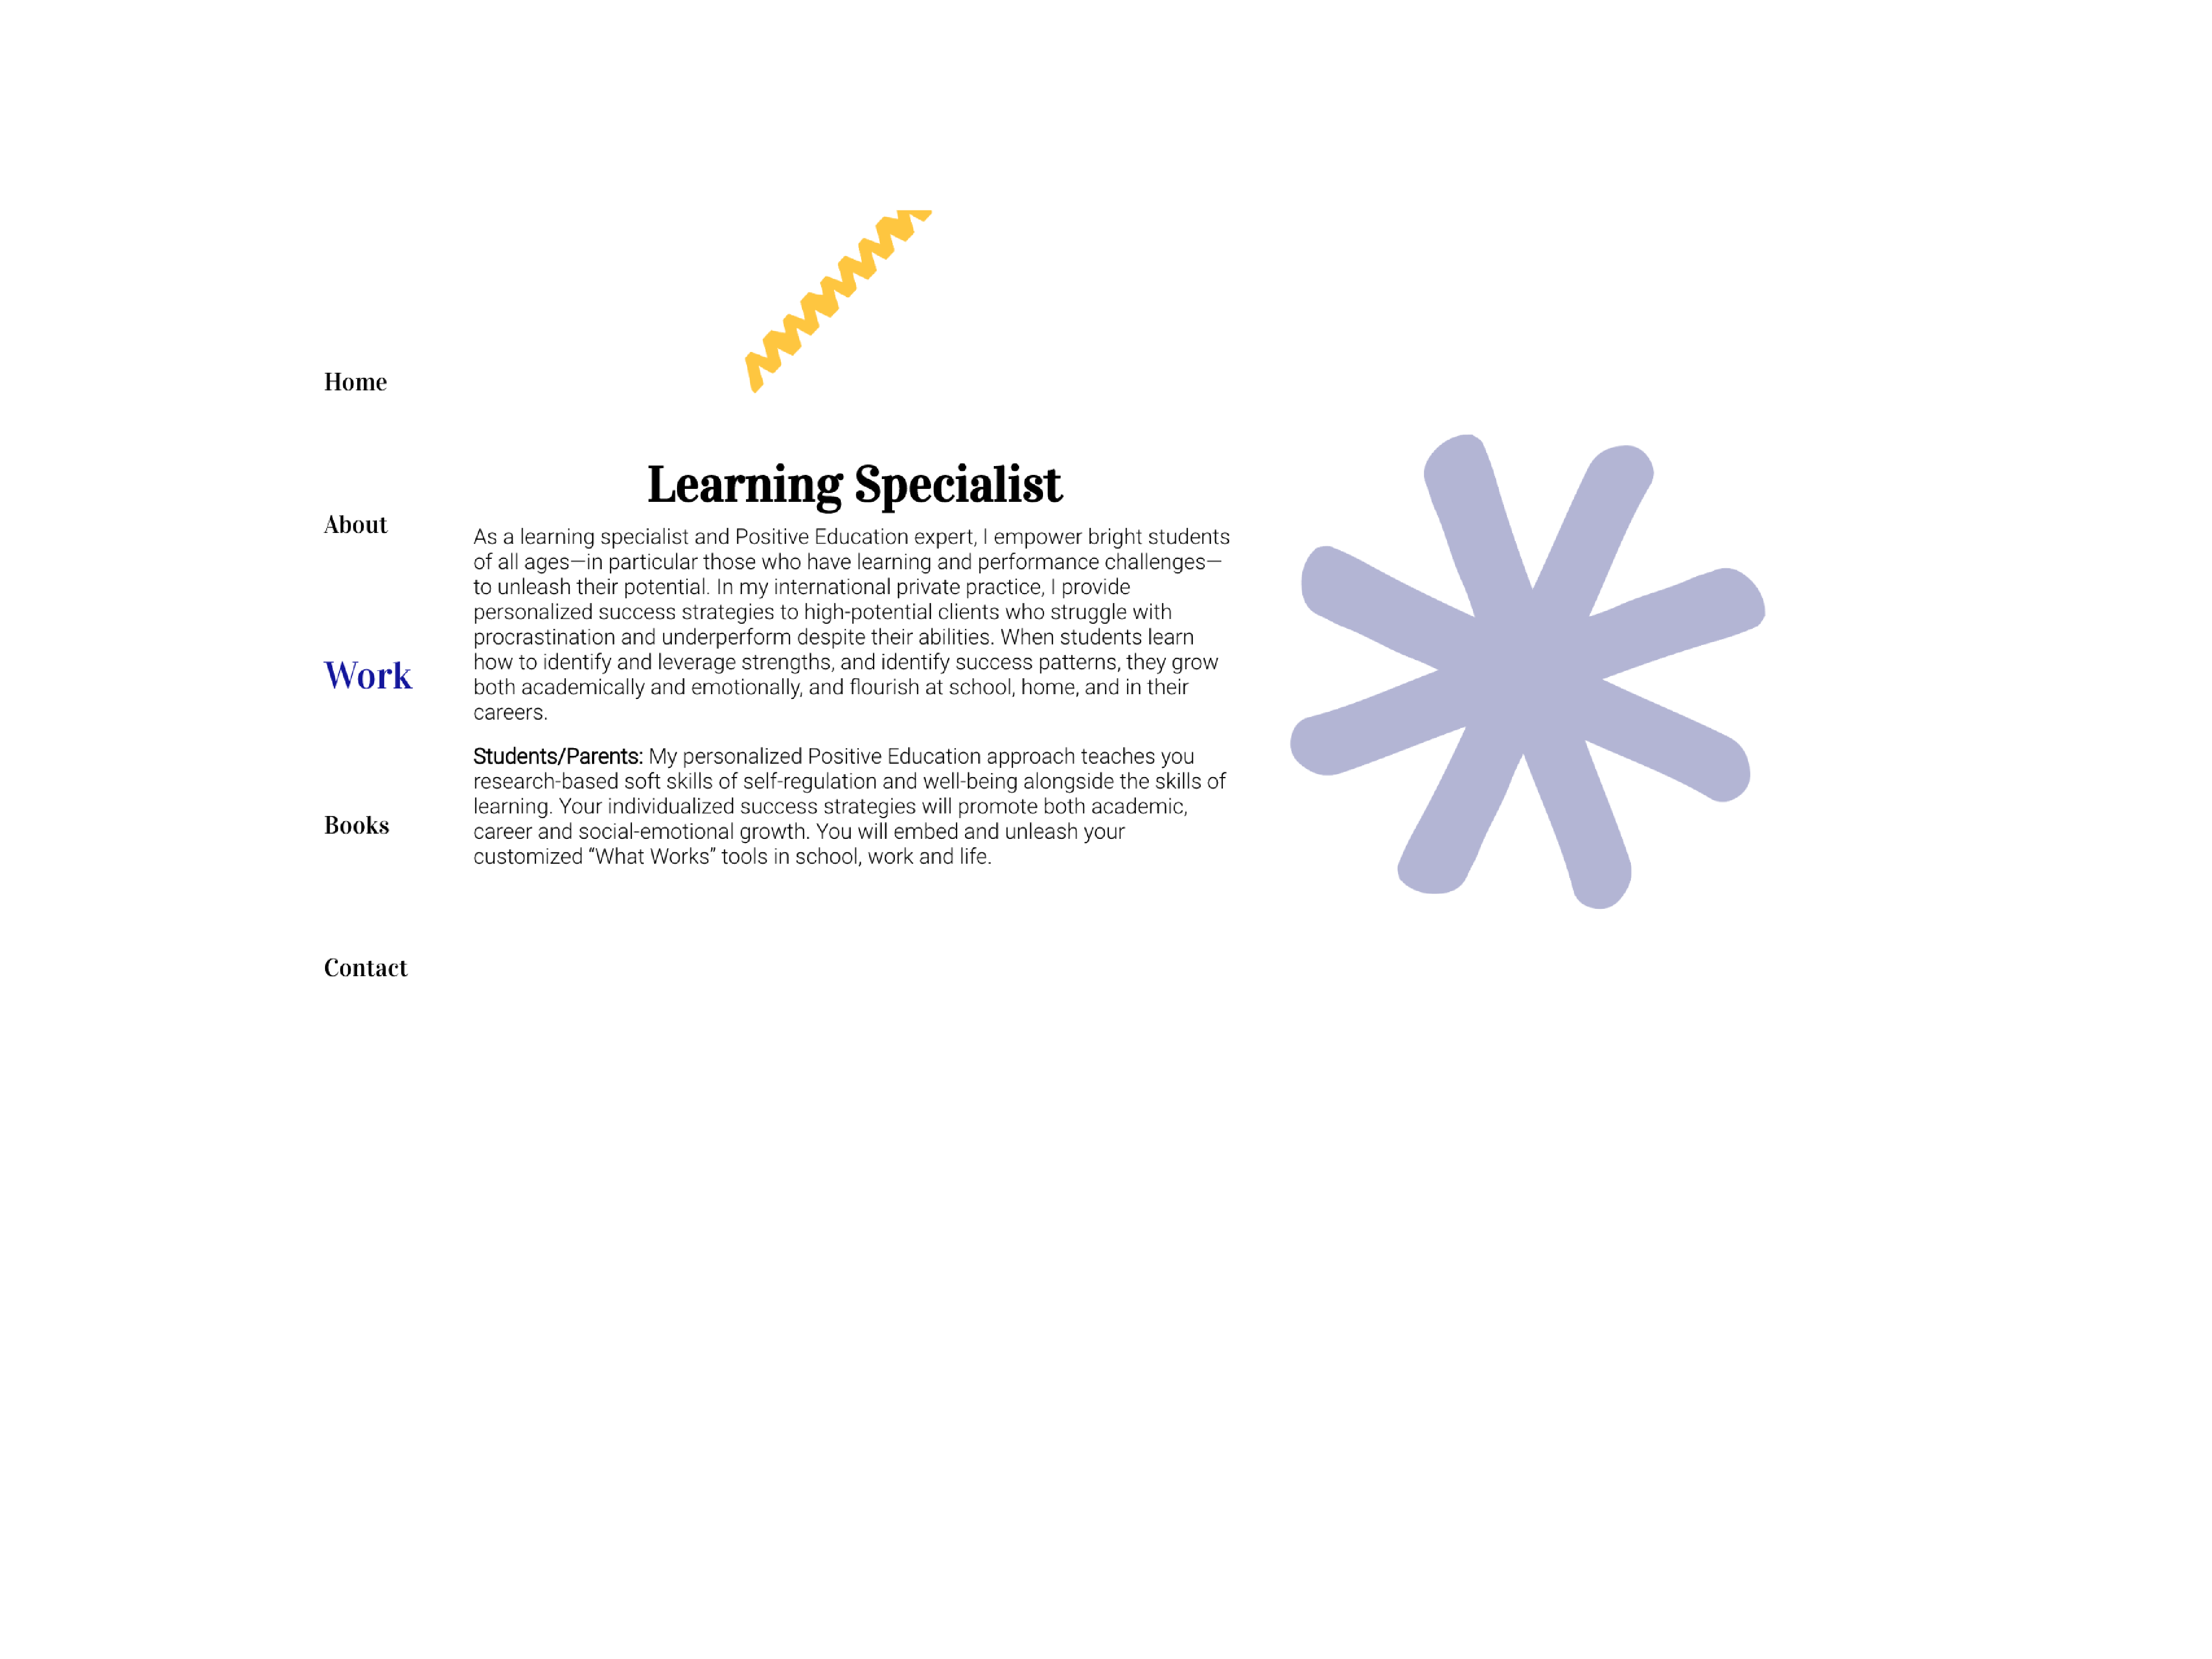 Home
About
Work
Books
Contact
Learning Specialist
As a learning specialist and Positive Education expert, I empower bright students
of all ages—in particular those who have learning and performance challenges—
to unleash their potential. In my international private practice, I provide
personalized success strategies to high-potential clients who struggle with
procrastination and underperform despite their abilities. When students learn
how to identify and leverage strengths, and identify success patterns, they grow
both academically and emotionally, and flourish at school, home, and in their
careers.
Students/Parents: My personalized Positive Education approach teaches you
research-based soft skills of self-regulation and well-being alongside the skills of
learning. Your individualized success strategies will promote both academic,
career and social-emotional growth. You will embed and unleash your
customized “What Works” tools in school, work and life.